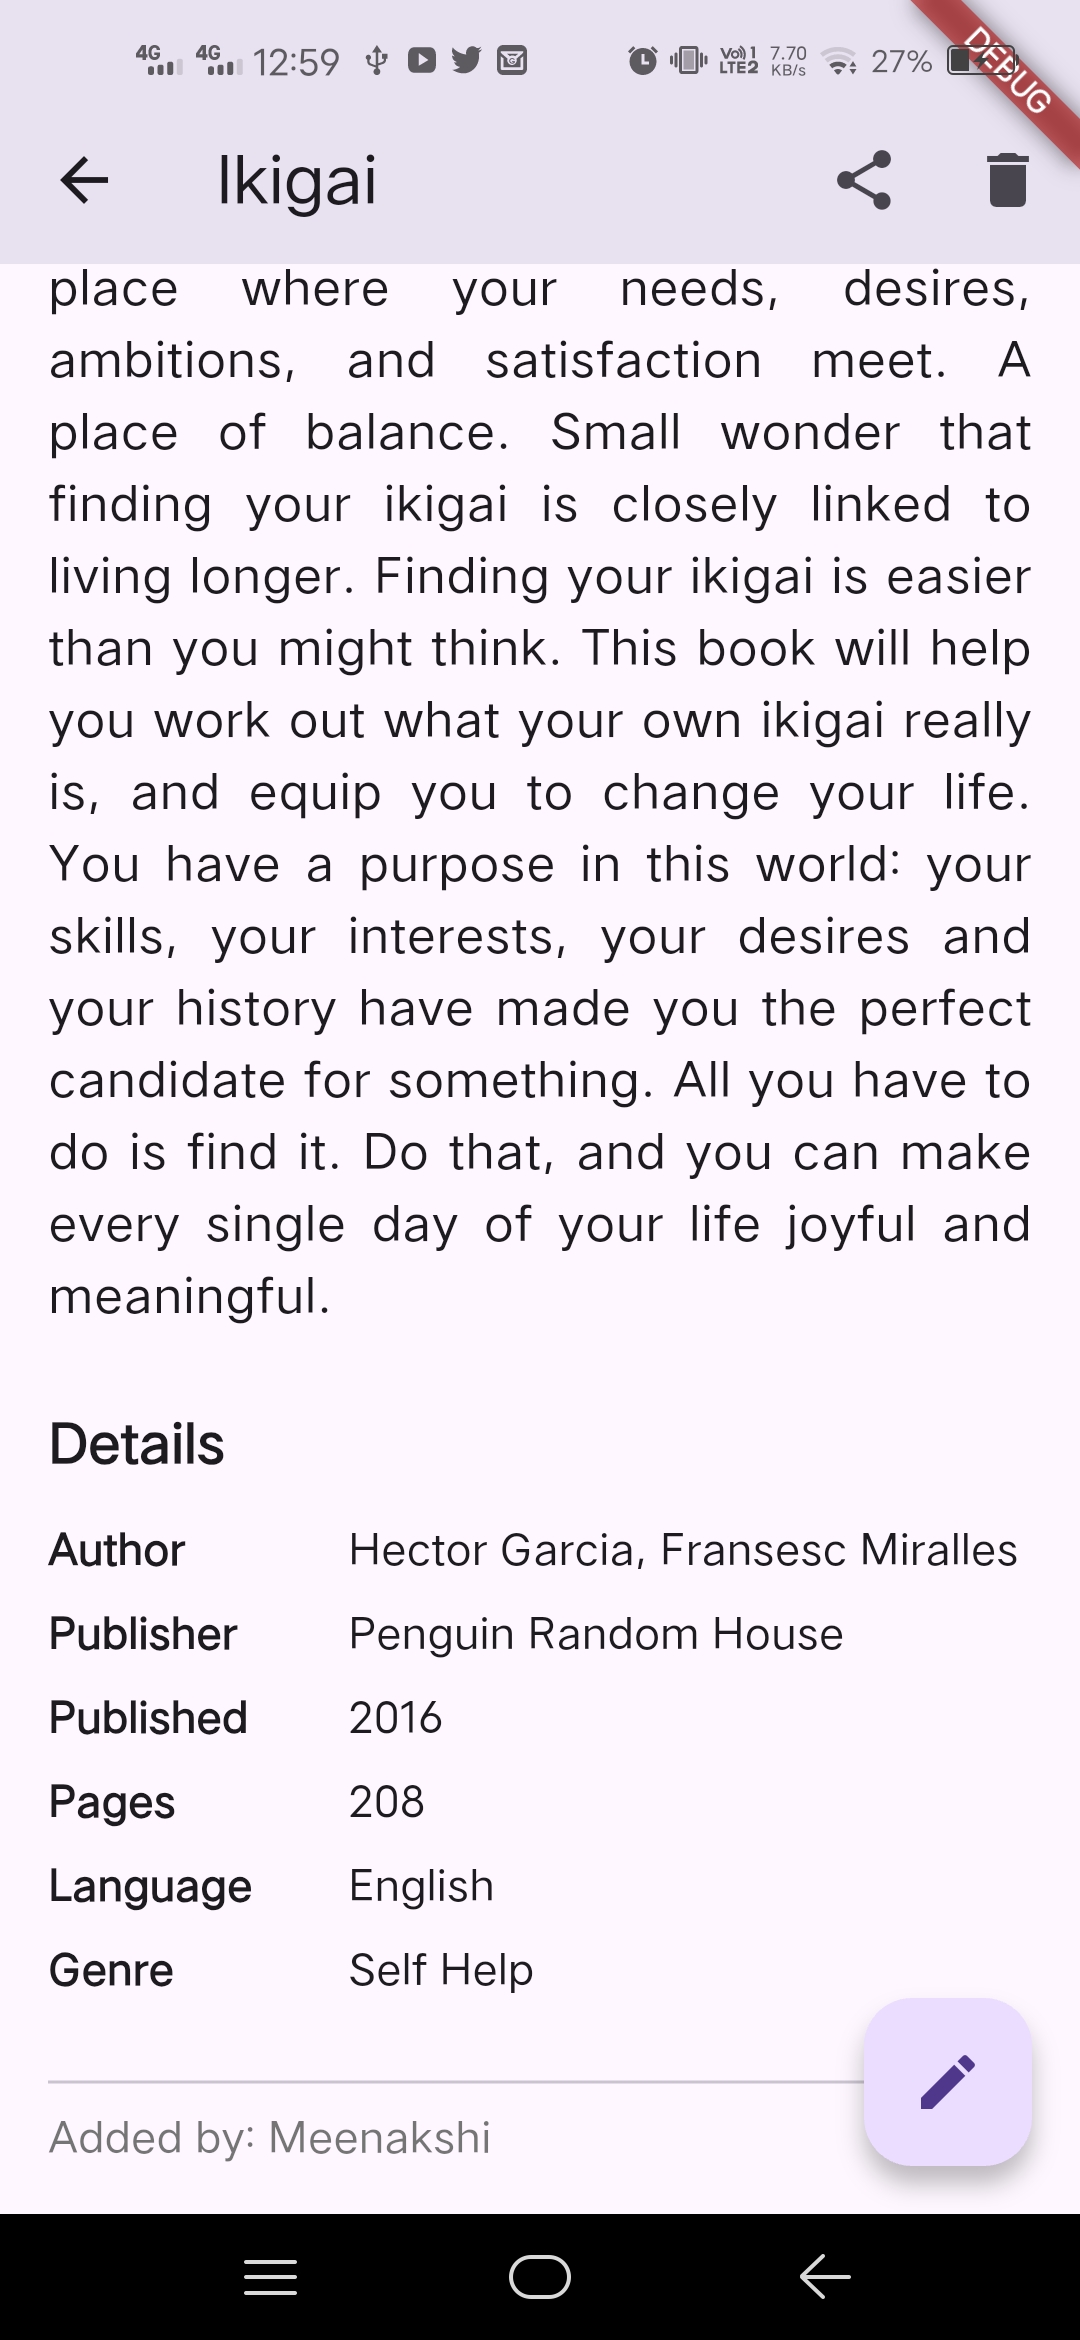 4G 4G 12:59 Vo)) 1 LTE2 7.70 KB/s 27%
DEBUG
Ikigai
place where your needs, desires,
ambitions, and satisfaction meet. A
place of balance. Small wonder that
finding your ikigai is closely linked to
living longer. Finding your ikigai is easier
than you might think. This book will help
you work out what your own ikigai really
is, and equip you to change your life.
You have a purpose in this world: your
skills, your interests, your desires and
your history have made you the perfect
candidate for something. All you have to
do is find it. Do that, and you can make
every single day of your life joyful and
meaningful.
Details
Author Hector Garcia, Fransesc Miralles
Publisher Penguin Random House
Published 2016
Pages 208
Language English
Genre Self Help
Added by: Meenakshi